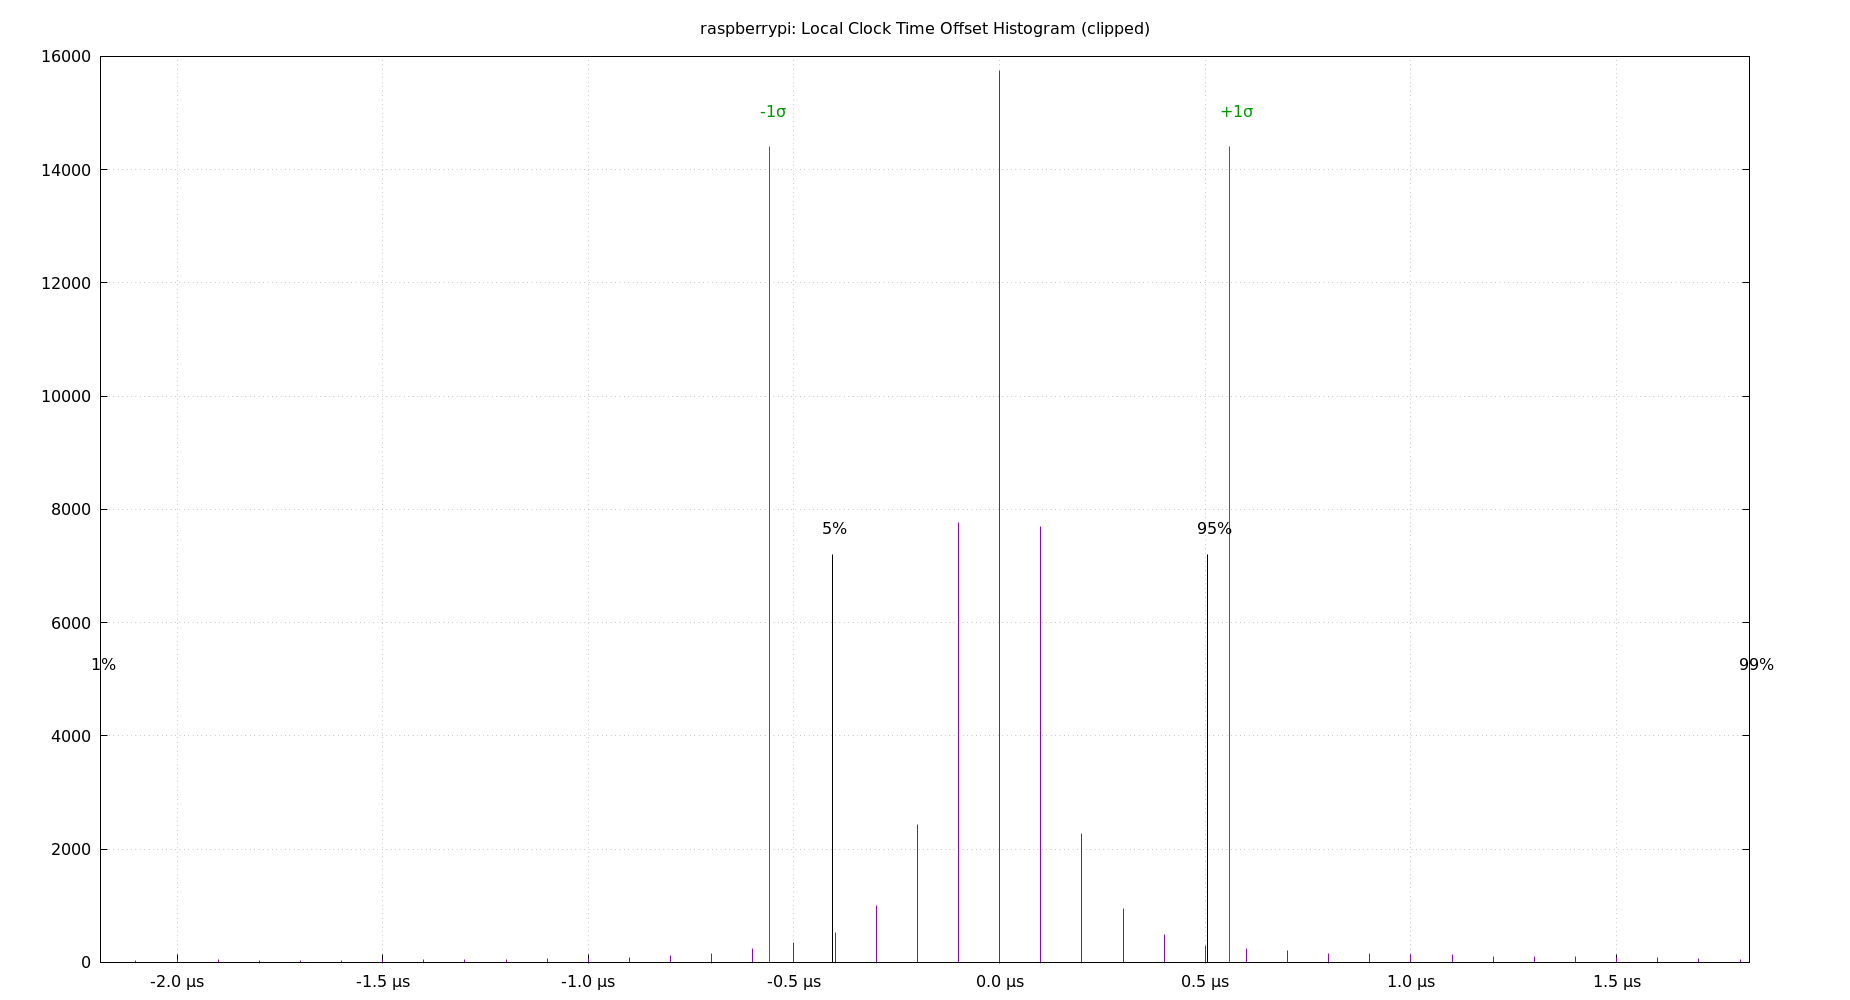 raspberrypi: Local Clock Time Offset Histogram (clipped)
16000
-1σ
+1σ
14000
12000
10000
8000
5%
95%
6000
1%
99%
4000
2000
0
-2.0 µs
-1.5 µs
-1.0 µs
-0.5 µs
0.0 µs
0.5 µs
1.0 µs
1.5 µs